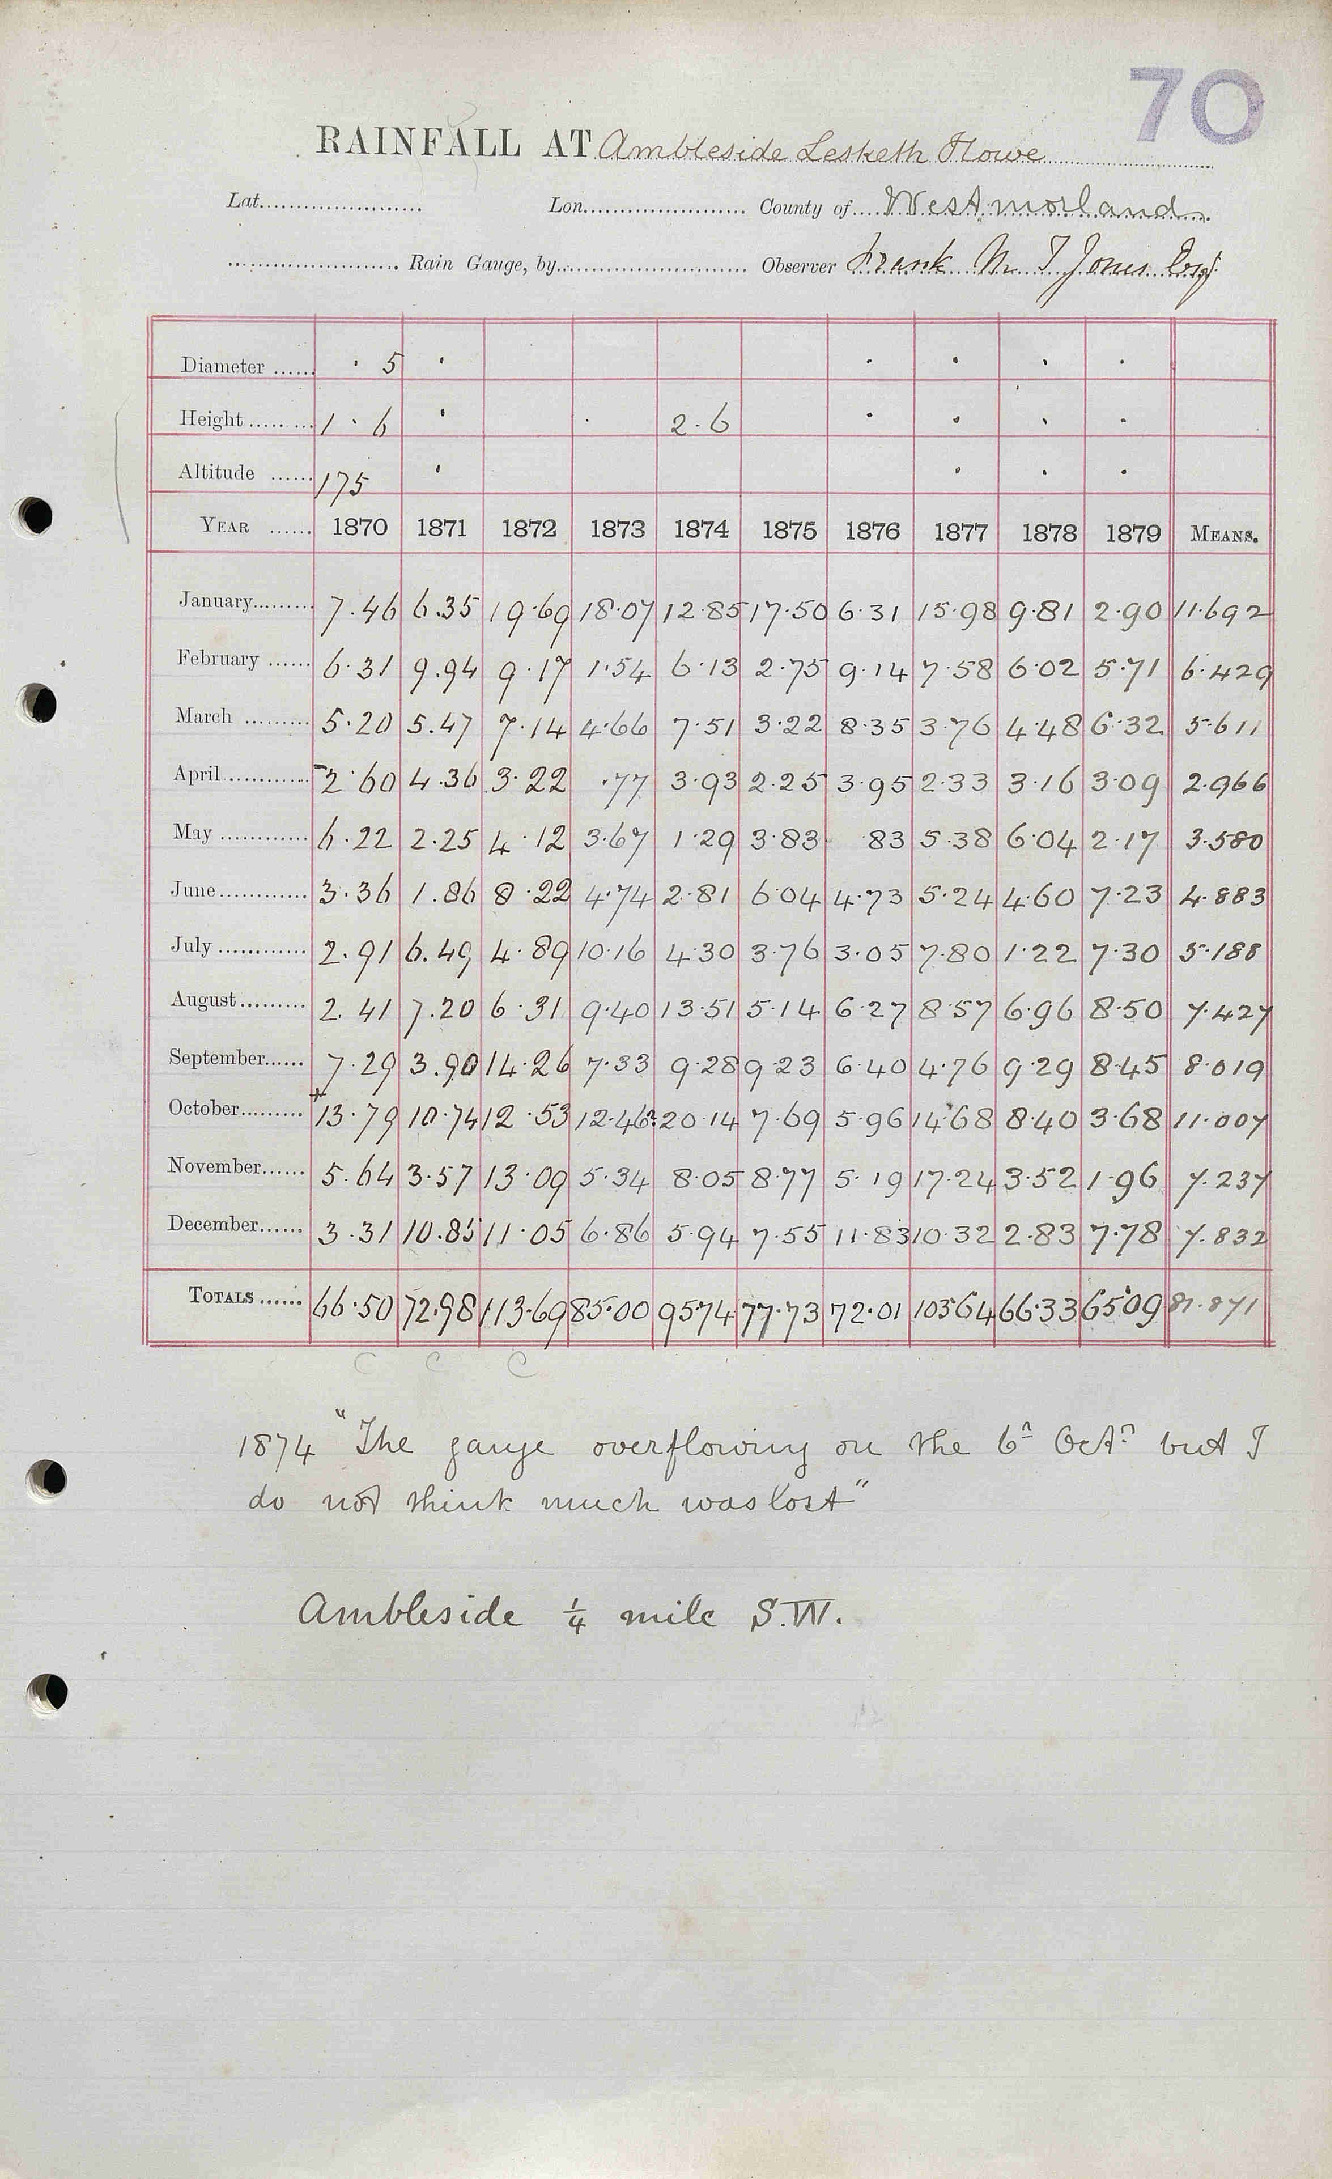 70
RAINFALL AT Ambleside Lesketh Howe
Lat...................... Lon...................... County of Westmorland
...................... Rain Gauge, by...................... Observer Frank M T Jones Esq
Diameter ...... · 5 · · · · ·
Height ......... 1 · 6 · · 2·6 · · · ·
Altitude ...... 175 · · · ·
YEAR ...... 1870 1871 1872 1873 1874 1875 1876 1877 1878 1879 MEANS.
January......... 7.46 6.35 19.69 18.07 12.85 17.50 6.31 15.98 9.81 2.90 11.692
February ...... 6.31 9.94 9.17 1.54 6.13 2.75 9.14 7.58 6.02 5.71 6.429
March ......... 5.20 5.47 7.14 4.66 7.51 3.22 8.35 3.76 4.48 6.32 5.611
April............ 2.60 4.36 3.22 .77 3.93 2.25 3.95 2.33 3.16 3.09 2.966
May ............ 6.22 2.25 4.12 3.67 1.29 3.83 83 5.38 6.04 2.17 3.580
June............ 3.36 1.86 8.22 4.74 2.81 6 04 4.73 5.24 4.60 7.23 4.883
July ............ 2.91 6.49 4.89 10.16 4.30 3.76 3.05 7.80 1.22 7.30 5.188
August......... 2.41 7.20 6.31 9.40 13.51 5.14 6.27 8.57 6.96 8.50 7.427
September...... 7.29 3.90 14.26 7.33 9.28 9 23 6.40 4.76 9.29 8.45 8.019
October......... 13.79 10.74 12.53 12.46 20 14 7.69 5.96 14.68 8.40 3.68 11.007
November...... 5.64 3.57 13.09 5.34 8.05 8.77 5.19 17.24 3.52 1.96 7.237
December...... 3.31 10.85 11.05 6.86 5.94 7.55 11.83 10.32 2.83 7.78 7.832
TOTALS ...... 66.50 72.98 113.69 85.00 95.74 77.73 72.01 103.64 66.33 65.09 81.871
C C C
1874 "The gauge overflowing on the 6th Octr but I
do not think much was lost"
Ambleside ¼ mile S.W.